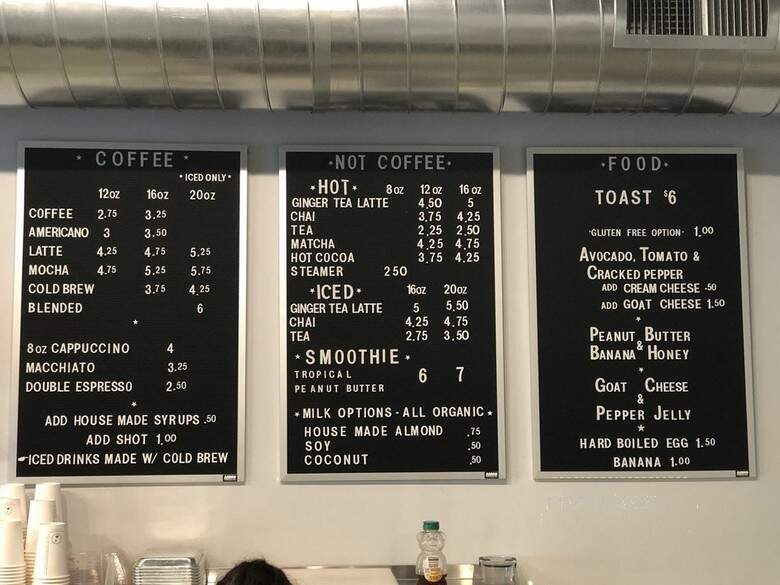 * COFFEE *
* ICED ONLY *
12oz 16oz 20oz
COFFEE 2.75 3.25
AMERICANO 3 3.50
LATTE 4.25 4.75 5.25
MOCHA 4.75 5.25 5.75
COLD BREW 3.75 4.25
BLENDED 6
*
8oz CAPPUCCINO 4
MACCHIATO 3.25
DOUBLE ESPRESSO 2.50
*
ADD HOUSE MADE SYRUPS .50
ADD SHOT 1.00
ICED DRINKS MADE W/ COLD BREW
·NOT COFFEE·
·HOT· 8oz 12oz 16oz
GINGER TEA LATTE 4.50 5
CHAI 3.75 4.25
TEA 2.25 2.50
MATCHA 4.25 4.75
HOT COCOA 3.75 4.25
STEAMER 250
·ICED· 16oz 20oz
GINGER TEA LATTE 5 5.50
CHAI 4.25 4.75
TEA 2.75 3.50
·SMOOTHIE·
TROPICAL 6 7
PEANUT BUTTER
* MILK OPTIONS - ALL ORGANIC *
HOUSE MADE ALMOND .75
SOY .50
COCONUT .50
·FOOD·
TOAST $6
·GLUTEN FREE OPTION· 1.00
AVOCADO, TOMATO &
CRACKED PEPPER
ADD CREAM CHEESE .50
ADD GOAT CHEESE 1.50
*
PEANUT BUTTER
&
BANANA HONEY
*
GOAT CHEESE
&
PEPPER JELLY
*
HARD BOILED EGG 1.50
BANANA 1.00